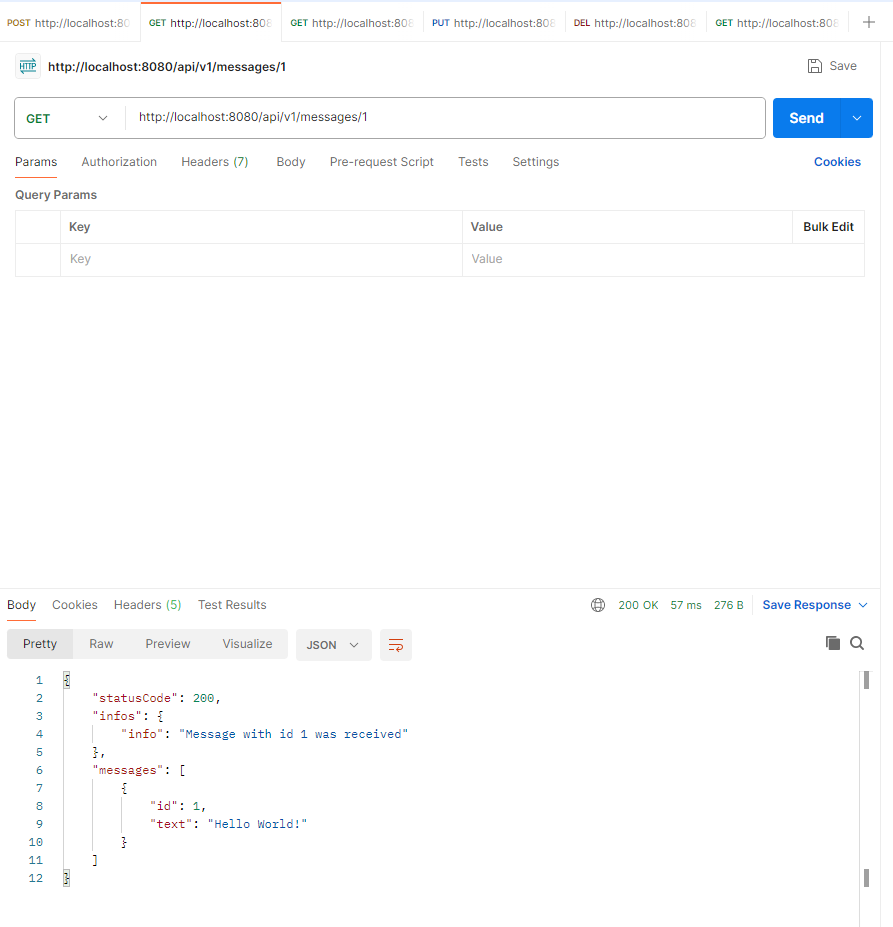 POST http://localhost:80 GET http://localhost:808 GET http://localhost:808 PUT http://localhost:808 DEL http://localhost:808 GET http://localhost:808
HTTP http://localhost:8080/api/v1/messages/1 Save
GET http://localhost:8080/api/v1/messages/1 Send
Params Authorization Headers (7) Body Pre-request Script Tests Settings Cookies
Query Params
Key Value Bulk Edit
Key Value
Body Cookies Headers (5) Test Results 200 OK 57 ms 276 B Save Response
Pretty Raw Preview Visualize JSON
1 {
2 "statusCode": 200,
3 "infos": {
4 "info": "Message with id 1 was received"
5 },
6 "messages": [
7 {
8 "id": 1,
9 "text": "Hello World!"
10 }
11 ]
12 }